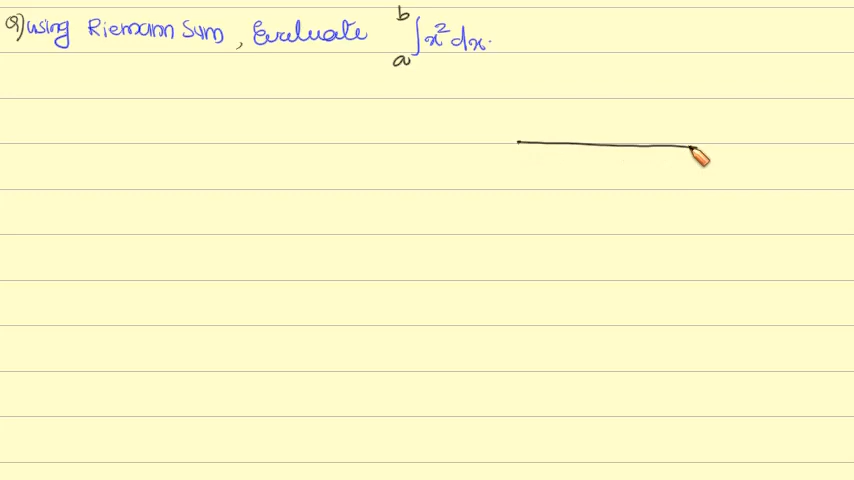 Q) Using Riemann Sum, Evaluate ∫ₐᵇ x² dx.